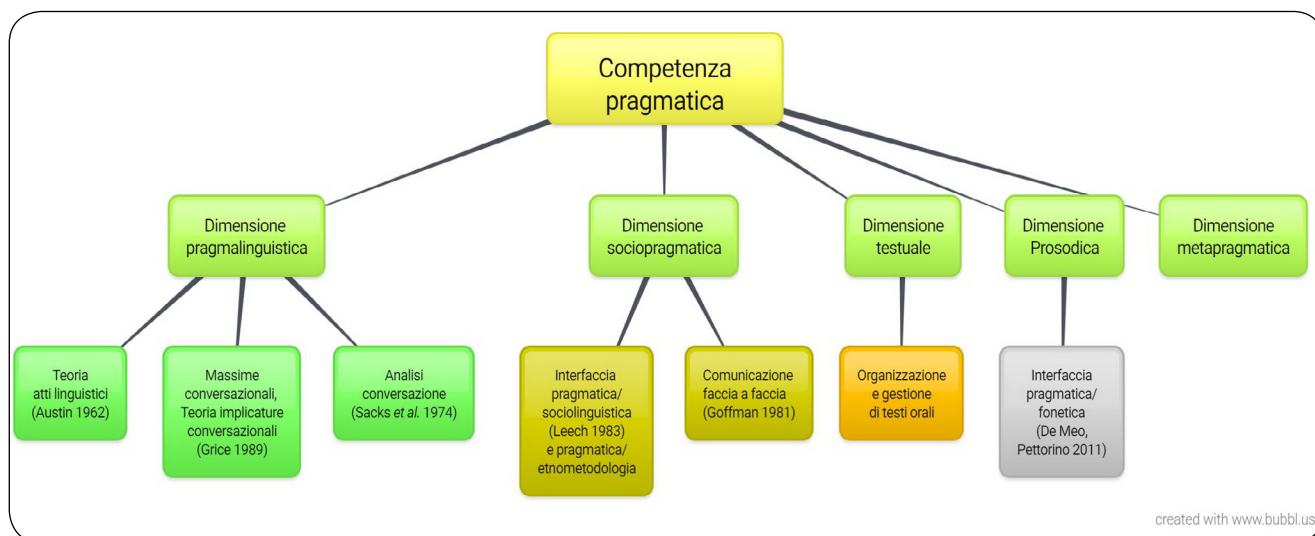 Competenza
pragmatica
Dimensione
pragmalinguistica
Dimensione
sociopragmatica
Dimensione
testuale
Dimensione
Prosodica
Dimensione
metapragmatica
Teoria
atti linguistici
(Austin 1962)
Massime
conversazionali,
Teoria implicature
conversazionali
(Grice 1989)
Analisi
conversazione
(Sacks et al. 1974)
Interfaccia
pragmatica/
sociolinguistica
(Leech 1983)
e pragmatica/
etnometodologia
Comunicazione
faccia a faccia
(Goffman 1981)
Organizzazione
e gestione
di testi orali
Interfaccia
pragmatica/
fonetica
(De Meo,
Pettorino 2011)
created with www.bubbl.us